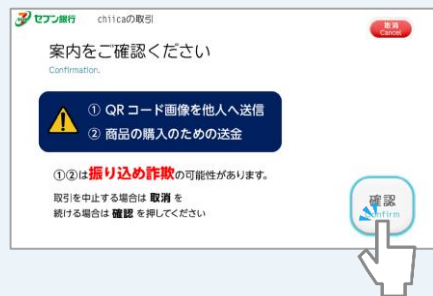 セブン銀行 chiicaの取引
取消
Cancel
案内をご確認ください
Confirmation.
① QRコード画像を他人へ送信
② 商品の購入のための送金
①②は振り込め詐欺の可能性があります。
取引を中止する場合は 取消 を
続ける場合は 確認 を押してください
確認
Confirm